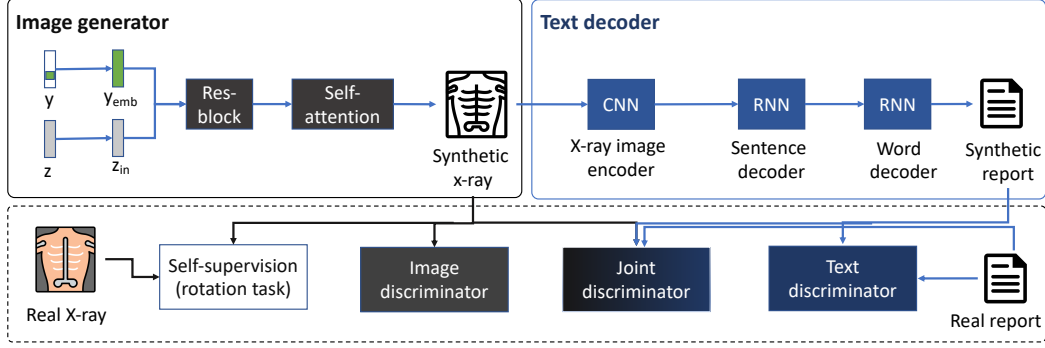 Image generator
Text decoder
y
y_emb
z
z_in
Res-
block
Self-
attention
Synthetic
x-ray
CNN
X-ray image
encoder
RNN
Sentence
decoder
RNN
Word
decoder
Synthetic
report
Real X-ray
Self-supervision
(rotation task)
Image
discriminator
Joint
discriminator
Text
discriminator
Real report